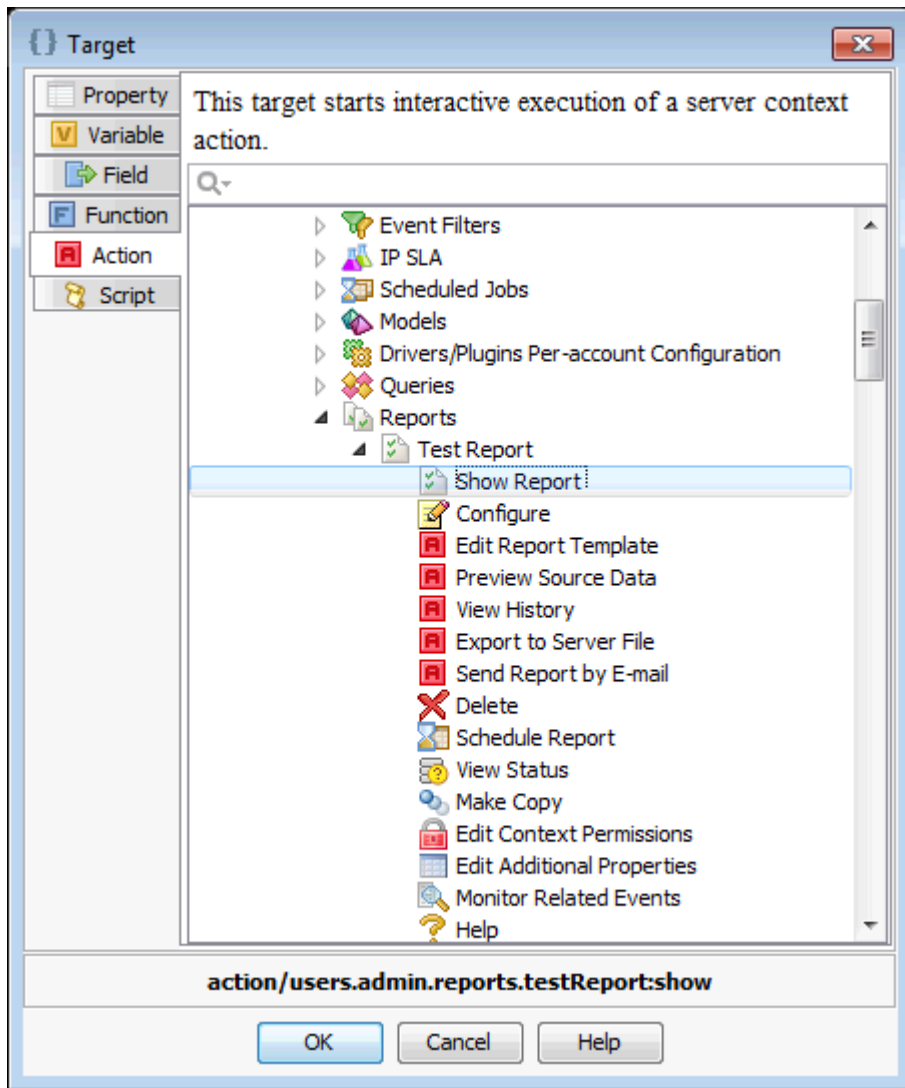 Target
Property
Variable
Field
Function
Action
Script
This target starts interactive execution of a server context
action.
Event Filters
IP SLA
Scheduled Jobs
Models
Drivers/Plugins Per-account Configuration
Queries
Reports
Test Report
Show Report
Configure
Edit Report Template
Preview Source Data
View History
Export to Server File
Send Report by E-mail
Delete
Schedule Report
View Status
Make Copy
Edit Context Permissions
Edit Additional Properties
Monitor Related Events
Help
action/users.admin.reports.testReport:show
OK Cancel Help